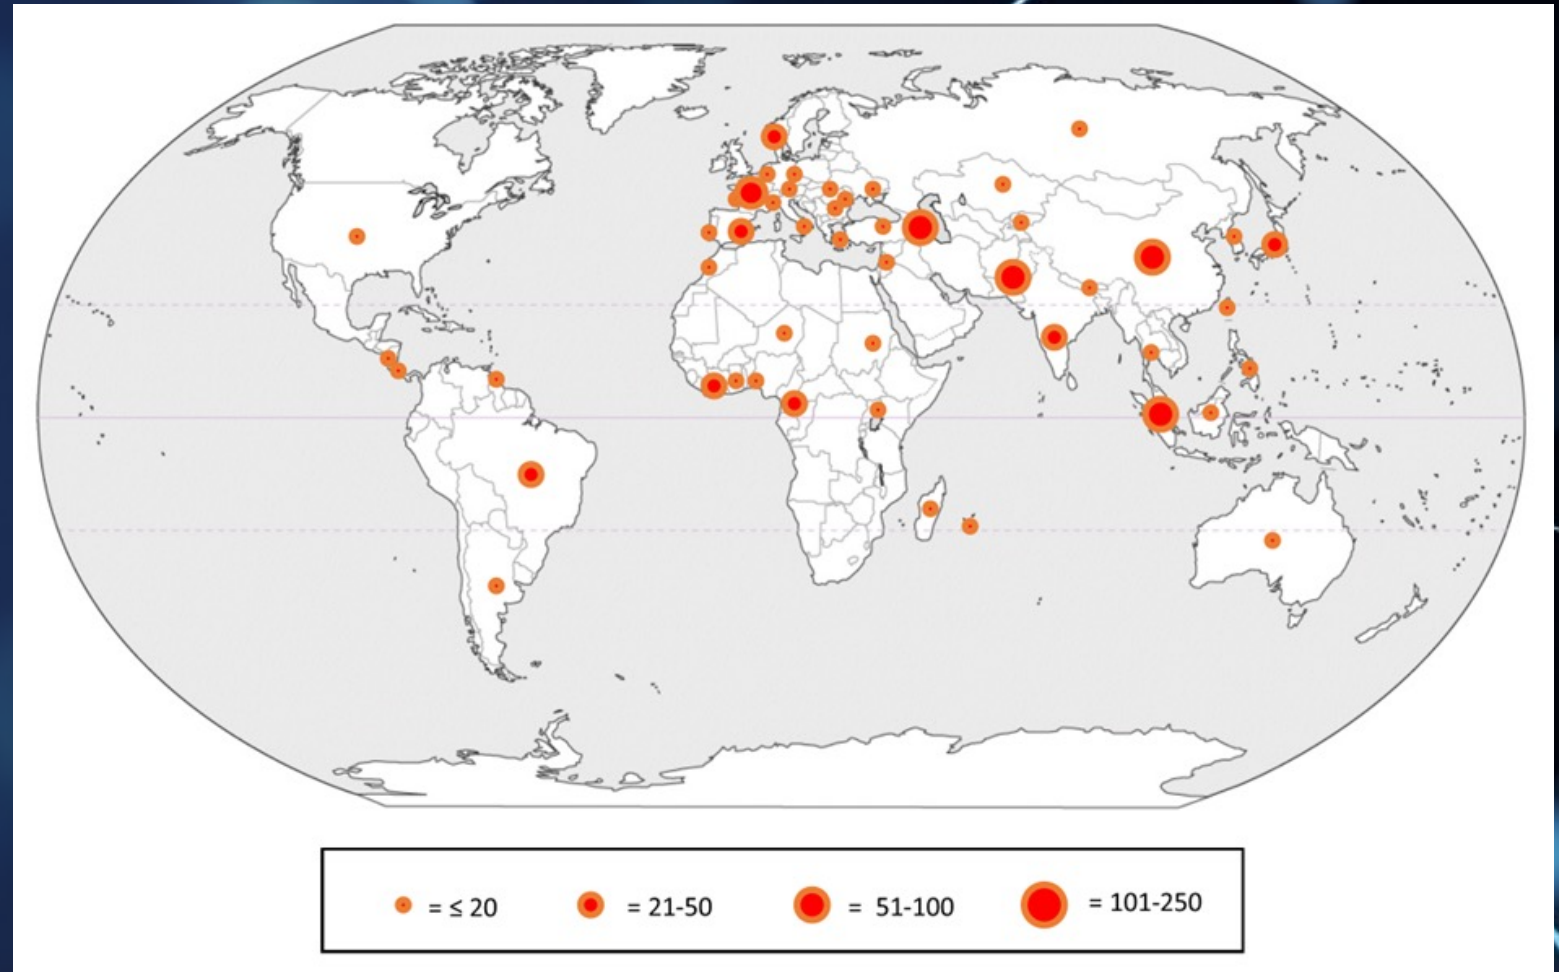 = ≤ 20 = 21-50 = 51-100 = 101-250